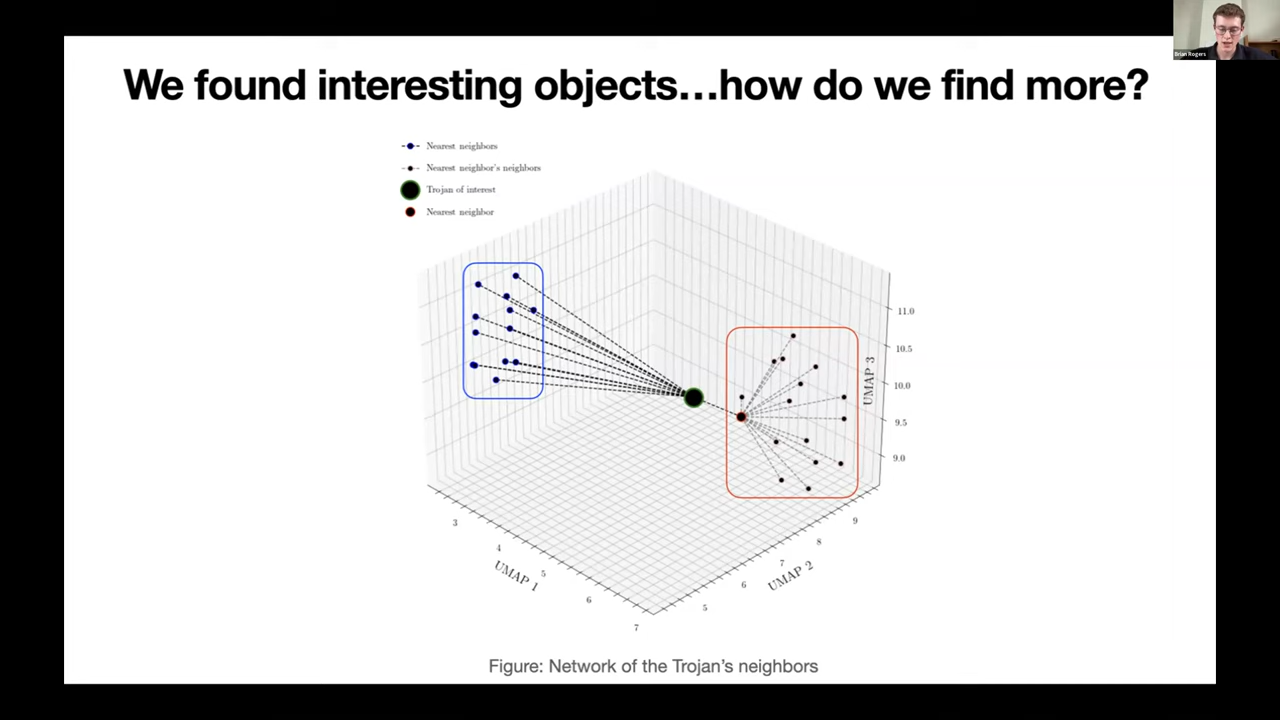 Brian Rogers
We found interesting objects...how do we find more?
Nearest neighbors
Nearest neighbor's neighbors
Trojan of interest
Nearest neighbor
11.0
10.5
10.0
9.5
9.0
UMAP 3
3
4
5
6
7
UMAP 1
5
6
7
8
9
UMAP 2
Figure: Network of the Trojan's neighbors